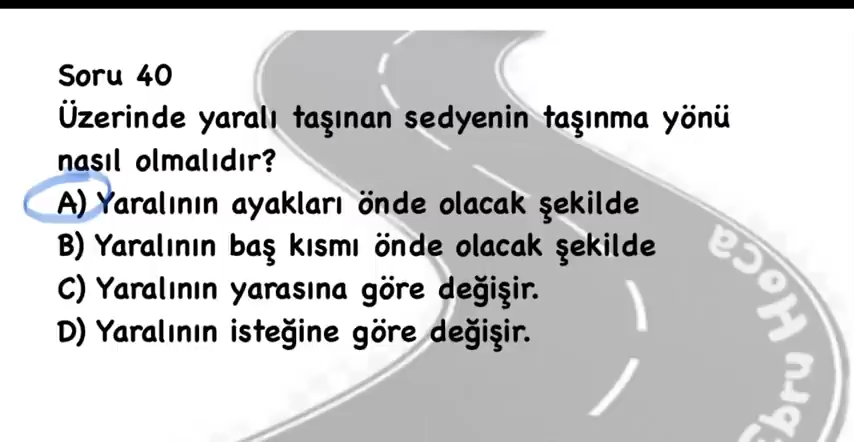 Soru 40
Üzerinde yaralı taşınan sedyenin taşınma yönü
nasıl olmalıdır?
A) Yaralının ayakları önde olacak şekilde
B) Yaralının baş kısmı önde olacak şekilde
C) Yaralının yarasına göre değişir.
D) Yaralının isteğine göre değişir.
Ebru Hoca